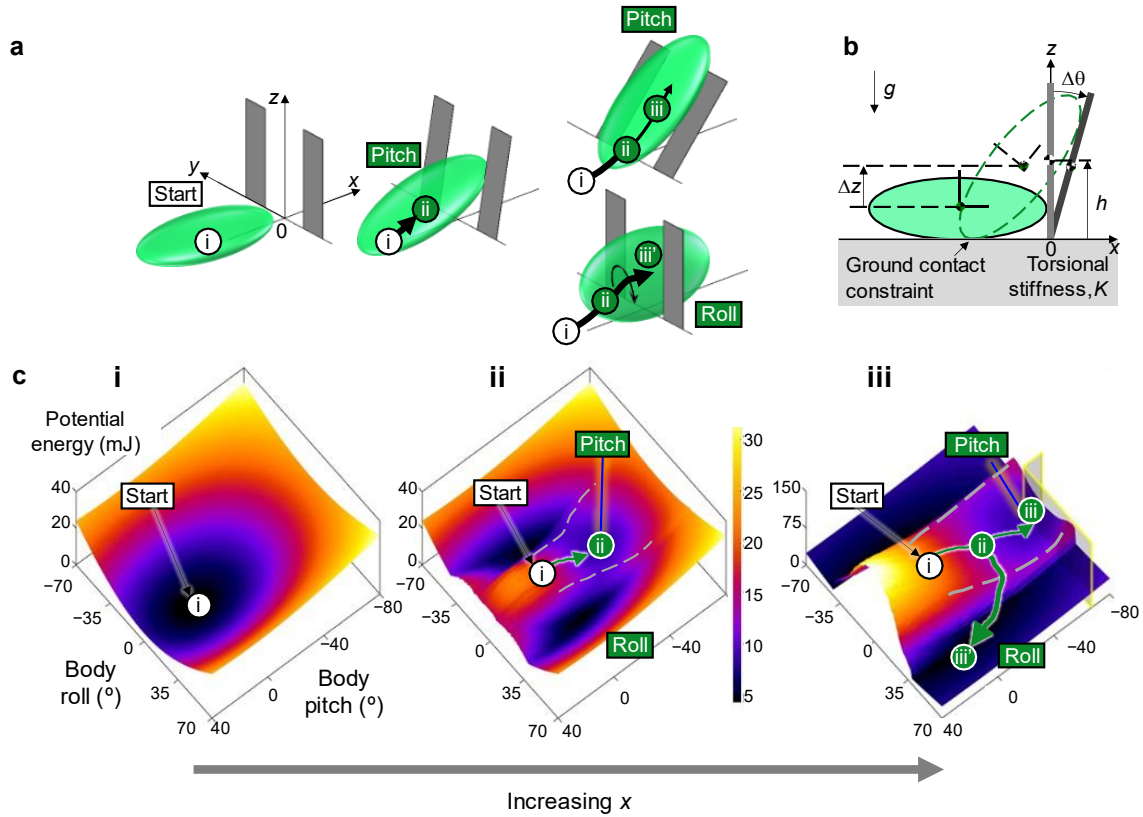 a
Start
i
y
z
x
0
Pitch
i
ii
Pitch
i
ii
iii
i
ii
iii'
Roll
b
g
z
Δθ
Δz
h
0
x
Ground contact
constraint
Torsional
stiffness, K
c
i
Potential
energy (mJ)
40
20
0
Start
i
−70
−35
0
35
70
Body
roll (º)
40
0
−40
−80
Body
pitch (º)
ii
40
20
0
Start
i
ii
Pitch
Roll
−70
−35
0
35
70
40
0
−40
30
25
20
15
10
5
iii
150
75
0
Start
i
ii
iii
iii'
Pitch
Roll
−70
−35
0
35
70
40
0
−40
−80
Increasing x